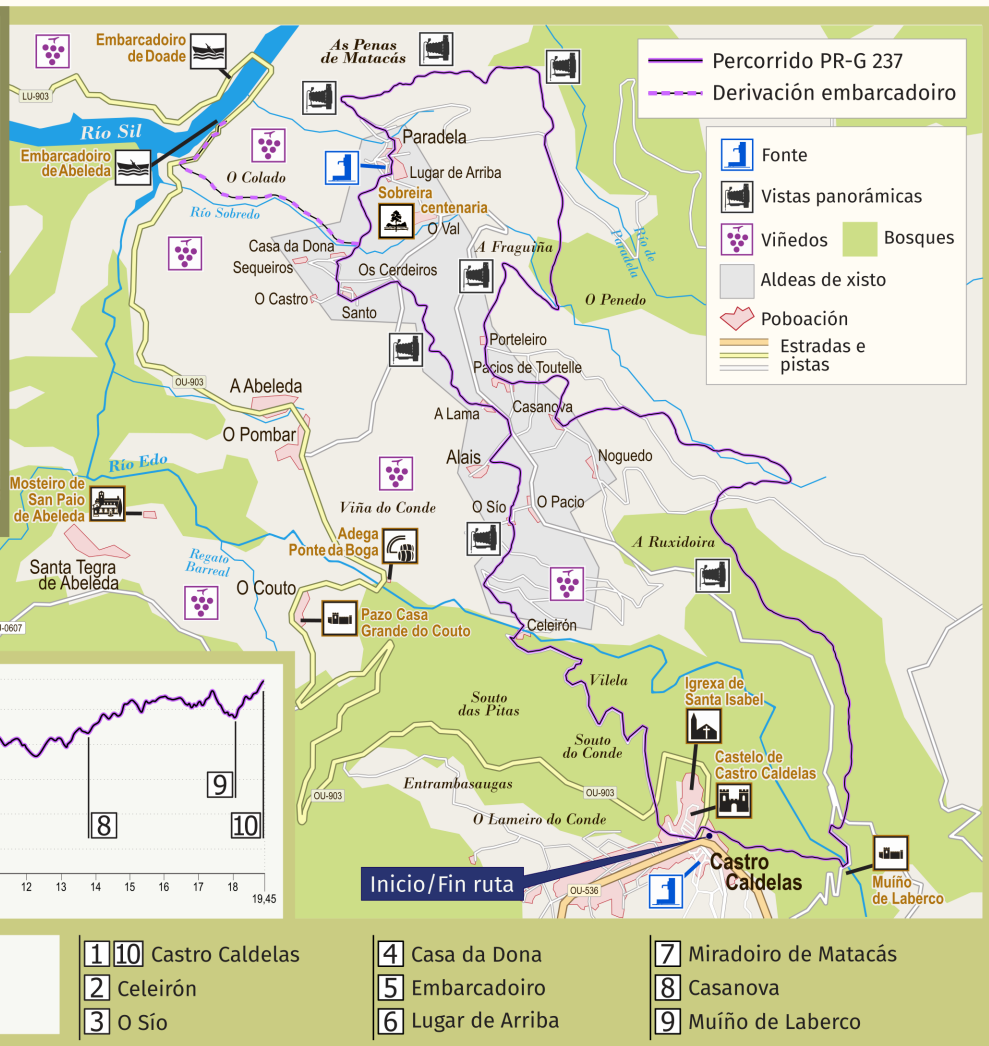 Embarcadoiro
de Doade
As Penas
de Matacás
Percorrido PR-G 237
Derivación embarcadoiro
LU-903
Río Sil
Embarcadoiro
de Abeleda
O Colado
Paradela
Lugar de Arriba
Sobreira
centenaria
O Val
Río Sobredo
Casa da Dona
Sequeiros
Os Cerdeiros
O Castro
Santo
A Fraguiña
Río de
Paradela
O Penedo
Fonte
Vistas panorámicas
Viñedos
Bosques
Aldeas de xisto
Poboación
Estradas e
pistas
Porteleiro
Pacios de Toutelle
OU-903
A Abeleda
A Lama
Casanova
O Pombar
Alais
Noguedo
Río Edo
Mosteiro de
San Paio
de Abeleda
Viña do Conde
O Sío
O Pacio
Adega
Ponte da Boga
A Ruxidoira
Santa Tegra
de Abeleda
Regato
Barreal
O Couto
Pazo Casa
Grande do Couto
Celeirón
-0607
Vilela
Souto
das Pitas
Igrexa de
Santa Isabel
Souto
do Conde
Castelo de
Castro Caldelas
Entrambasaugas
OU-903
OU-903
O Lameiro do Conde
Castro
Caldelas
Inicio/Fin ruta
OU-536
Muíño
de Laberco
8
9
10
12 13 14 15 16 17 18
19,45
1 10 Castro Caldelas
2 Celeirón
3 O Sío
4 Casa da Dona
5 Embarcadoiro
6 Lugar de Arriba
7 Miradoiro de Matacás
8 Casanova
9 Muíño de Laberco